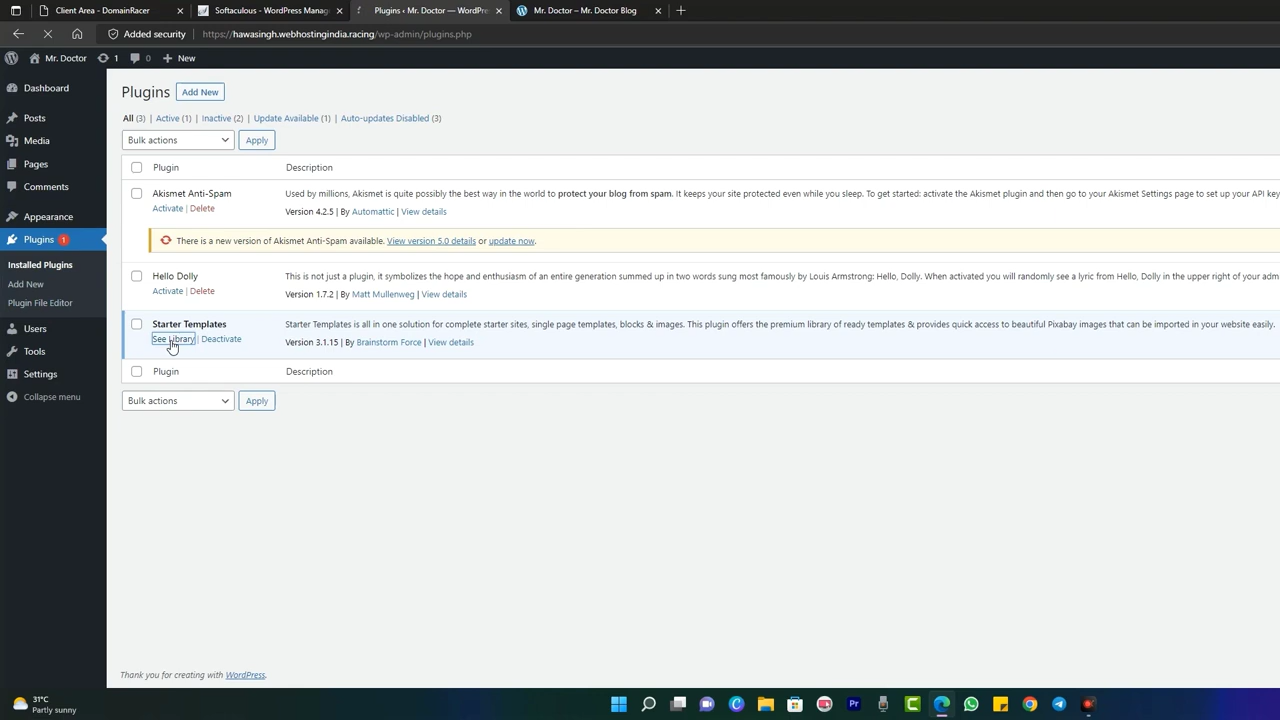 Client Area - DomainRacer
Softaculous - WordPress Manag
Plugins ‹ Mr. Doctor — WordPre
Mr. Doctor – Mr. Doctor Blog
Added security
https://hawasingh.webhostingindia.racing/wp-admin/plugins.php
Mr. Doctor 1 0 New
Dashboard
Posts
Media
Pages
Comments
Appearance
Plugins 1
Installed Plugins
Add New
Plugin File Editor
Users
Tools
Settings
Collapse menu
Plugins Add New
All (3) | Active (1) | Inactive (2) | Update Available (1) | Auto-updates Disabled (3)
Bulk actions Apply
Plugin Description
Akismet Anti-Spam
Activate | Delete
Used by millions, Akismet is quite possibly the best way in the world to protect your blog from spam. It keeps your site protected even while you sleep. To get started: activate the Akismet plugin and then go to your Akismet Settings page to set up your API key
Version 4.2.5 | By Automattic | View details
There is a new version of Akismet Anti-Spam available. View version 5.0 details or update now.
Hello Dolly
Activate | Delete
This is not just a plugin, it symbolizes the hope and enthusiasm of an entire generation summed up in two words sung most famously by Louis Armstrong: Hello, Dolly. When activated you will randomly see a lyric from Hello, Dolly in the upper right of your adm
Version 1.7.2 | By Matt Mullenweg | View details
Starter Templates
See Library | Deactivate
Starter Templates is all in one solution for complete starter sites, single page templates, blocks & images. This plugin offers the premium library of ready templates & provides quick access to beautiful Pixabay images that can be imported in your website easily.
Version 3.1.15 | By Brainstorm Force | View details
Plugin Description
Bulk actions Apply
Thank you for creating with WordPress.
31°C
Partly sunny